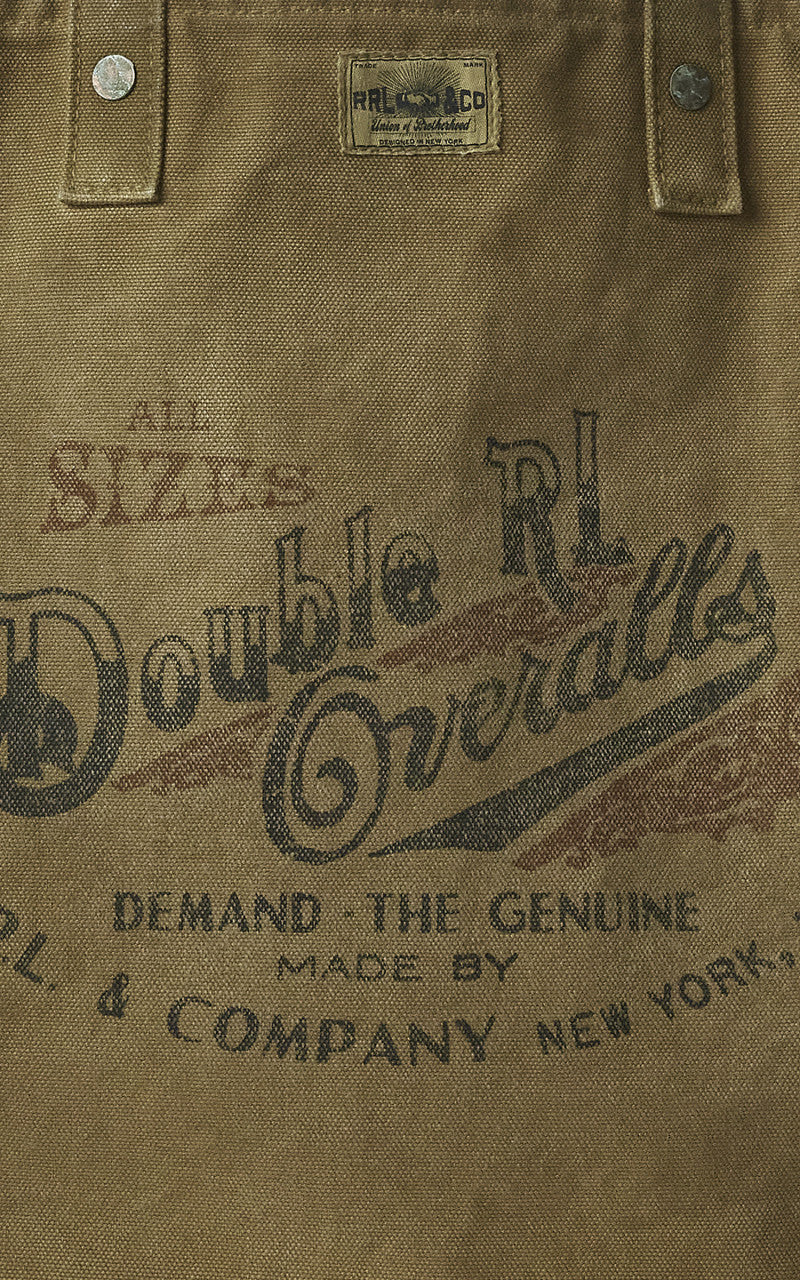 TRADE MARK
RRL & CO
Union of Brotherhood
DESIGNED IN NEW YORK
ALL
SIZES
Double RL
Overalls
DEMAND - THE GENUINE
MADE BY
R.L. & COMPANY NEW YORK,